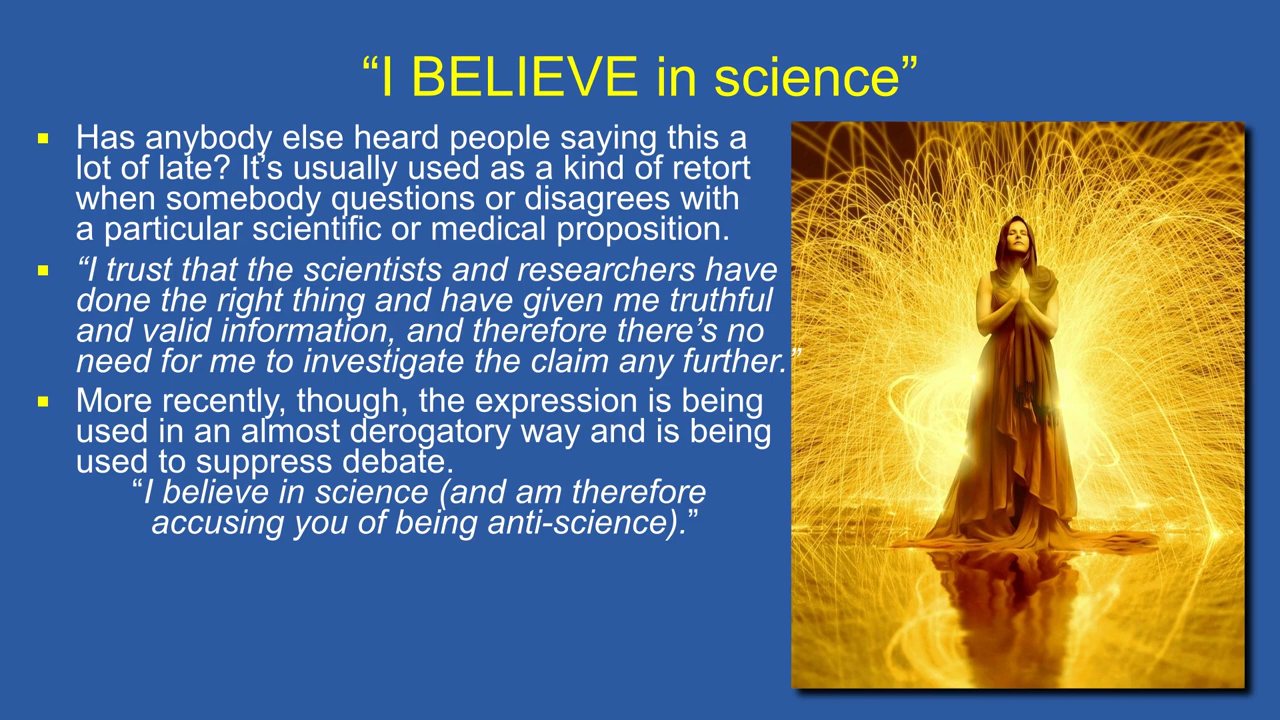 “I BELIEVE in science”
Has anybody else heard people saying this a
lot of late? It’s usually used as a kind of retort
when somebody questions or disagrees with
a particular scientific or medical proposition.
“I trust that the scientists and researchers have
done the right thing and have given me truthful
and valid information, and therefore there’s no
need for me to investigate the claim any further.”
More recently, though, the expression is being
used in an almost derogatory way and is being
used to suppress debate.
“I believe in science (and am therefore
accusing you of being anti-science).”